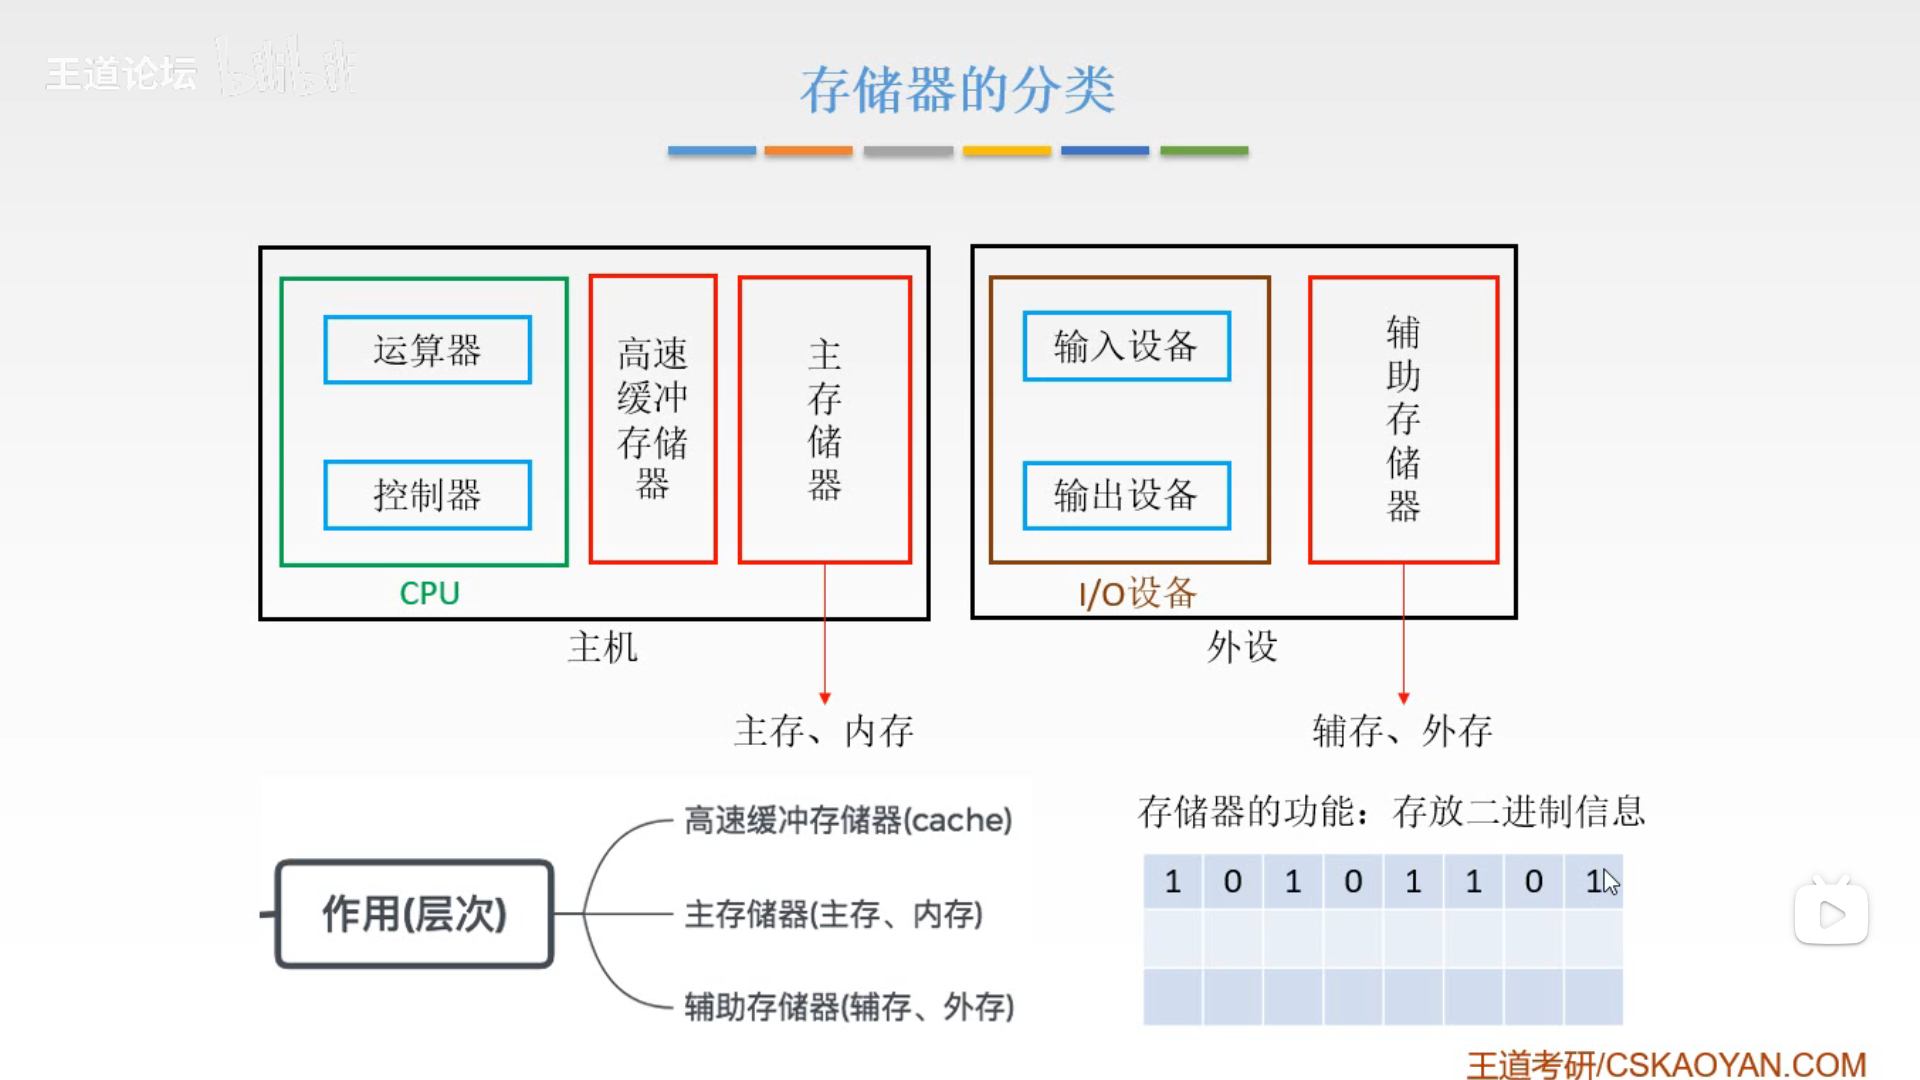 王道论坛 bilibili
存储器的分类
运算器
控制器
CPU
高速
缓冲
存储
器
主
存
储
器
主机
输入设备
输出设备
I/O设备
辅
助
存
储
器
外设
主存、内存
辅存、外存
作用(层次)
高速缓冲存储器(cache)
主存储器(主存、内存)
辅助存储器(辅存、外存)
存储器的功能：存放二进制信息
1 0 1 0 1 1 0 1
王道考研/CSKAOYAN.COM